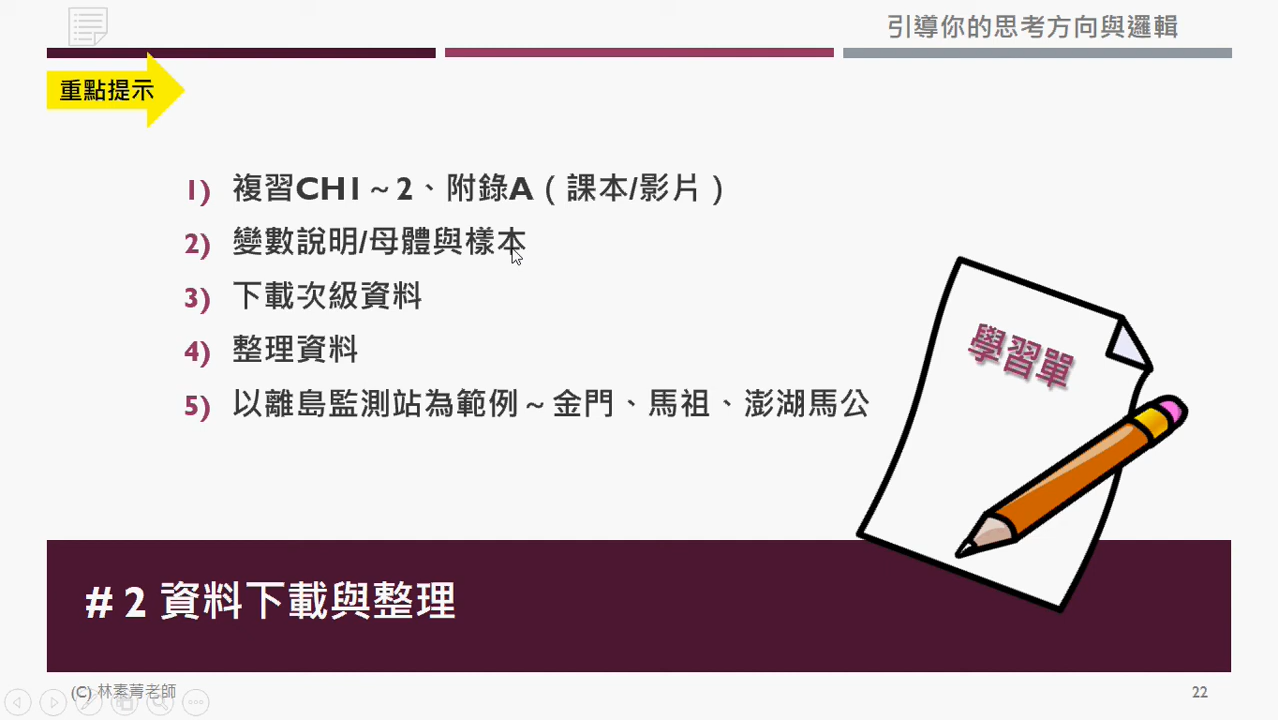 引導你的思考方向與邏輯
重點提示
1) 複習CH1～2、附錄A（課本/影片）
2) 變數說明/母體與樣本
3) 下載次級資料
4) 整理資料
5) 以離島監測站為範例～金門、馬祖、澎湖馬公
學習單
# 2 資料下載與整理
(C) 林素菁老師
22